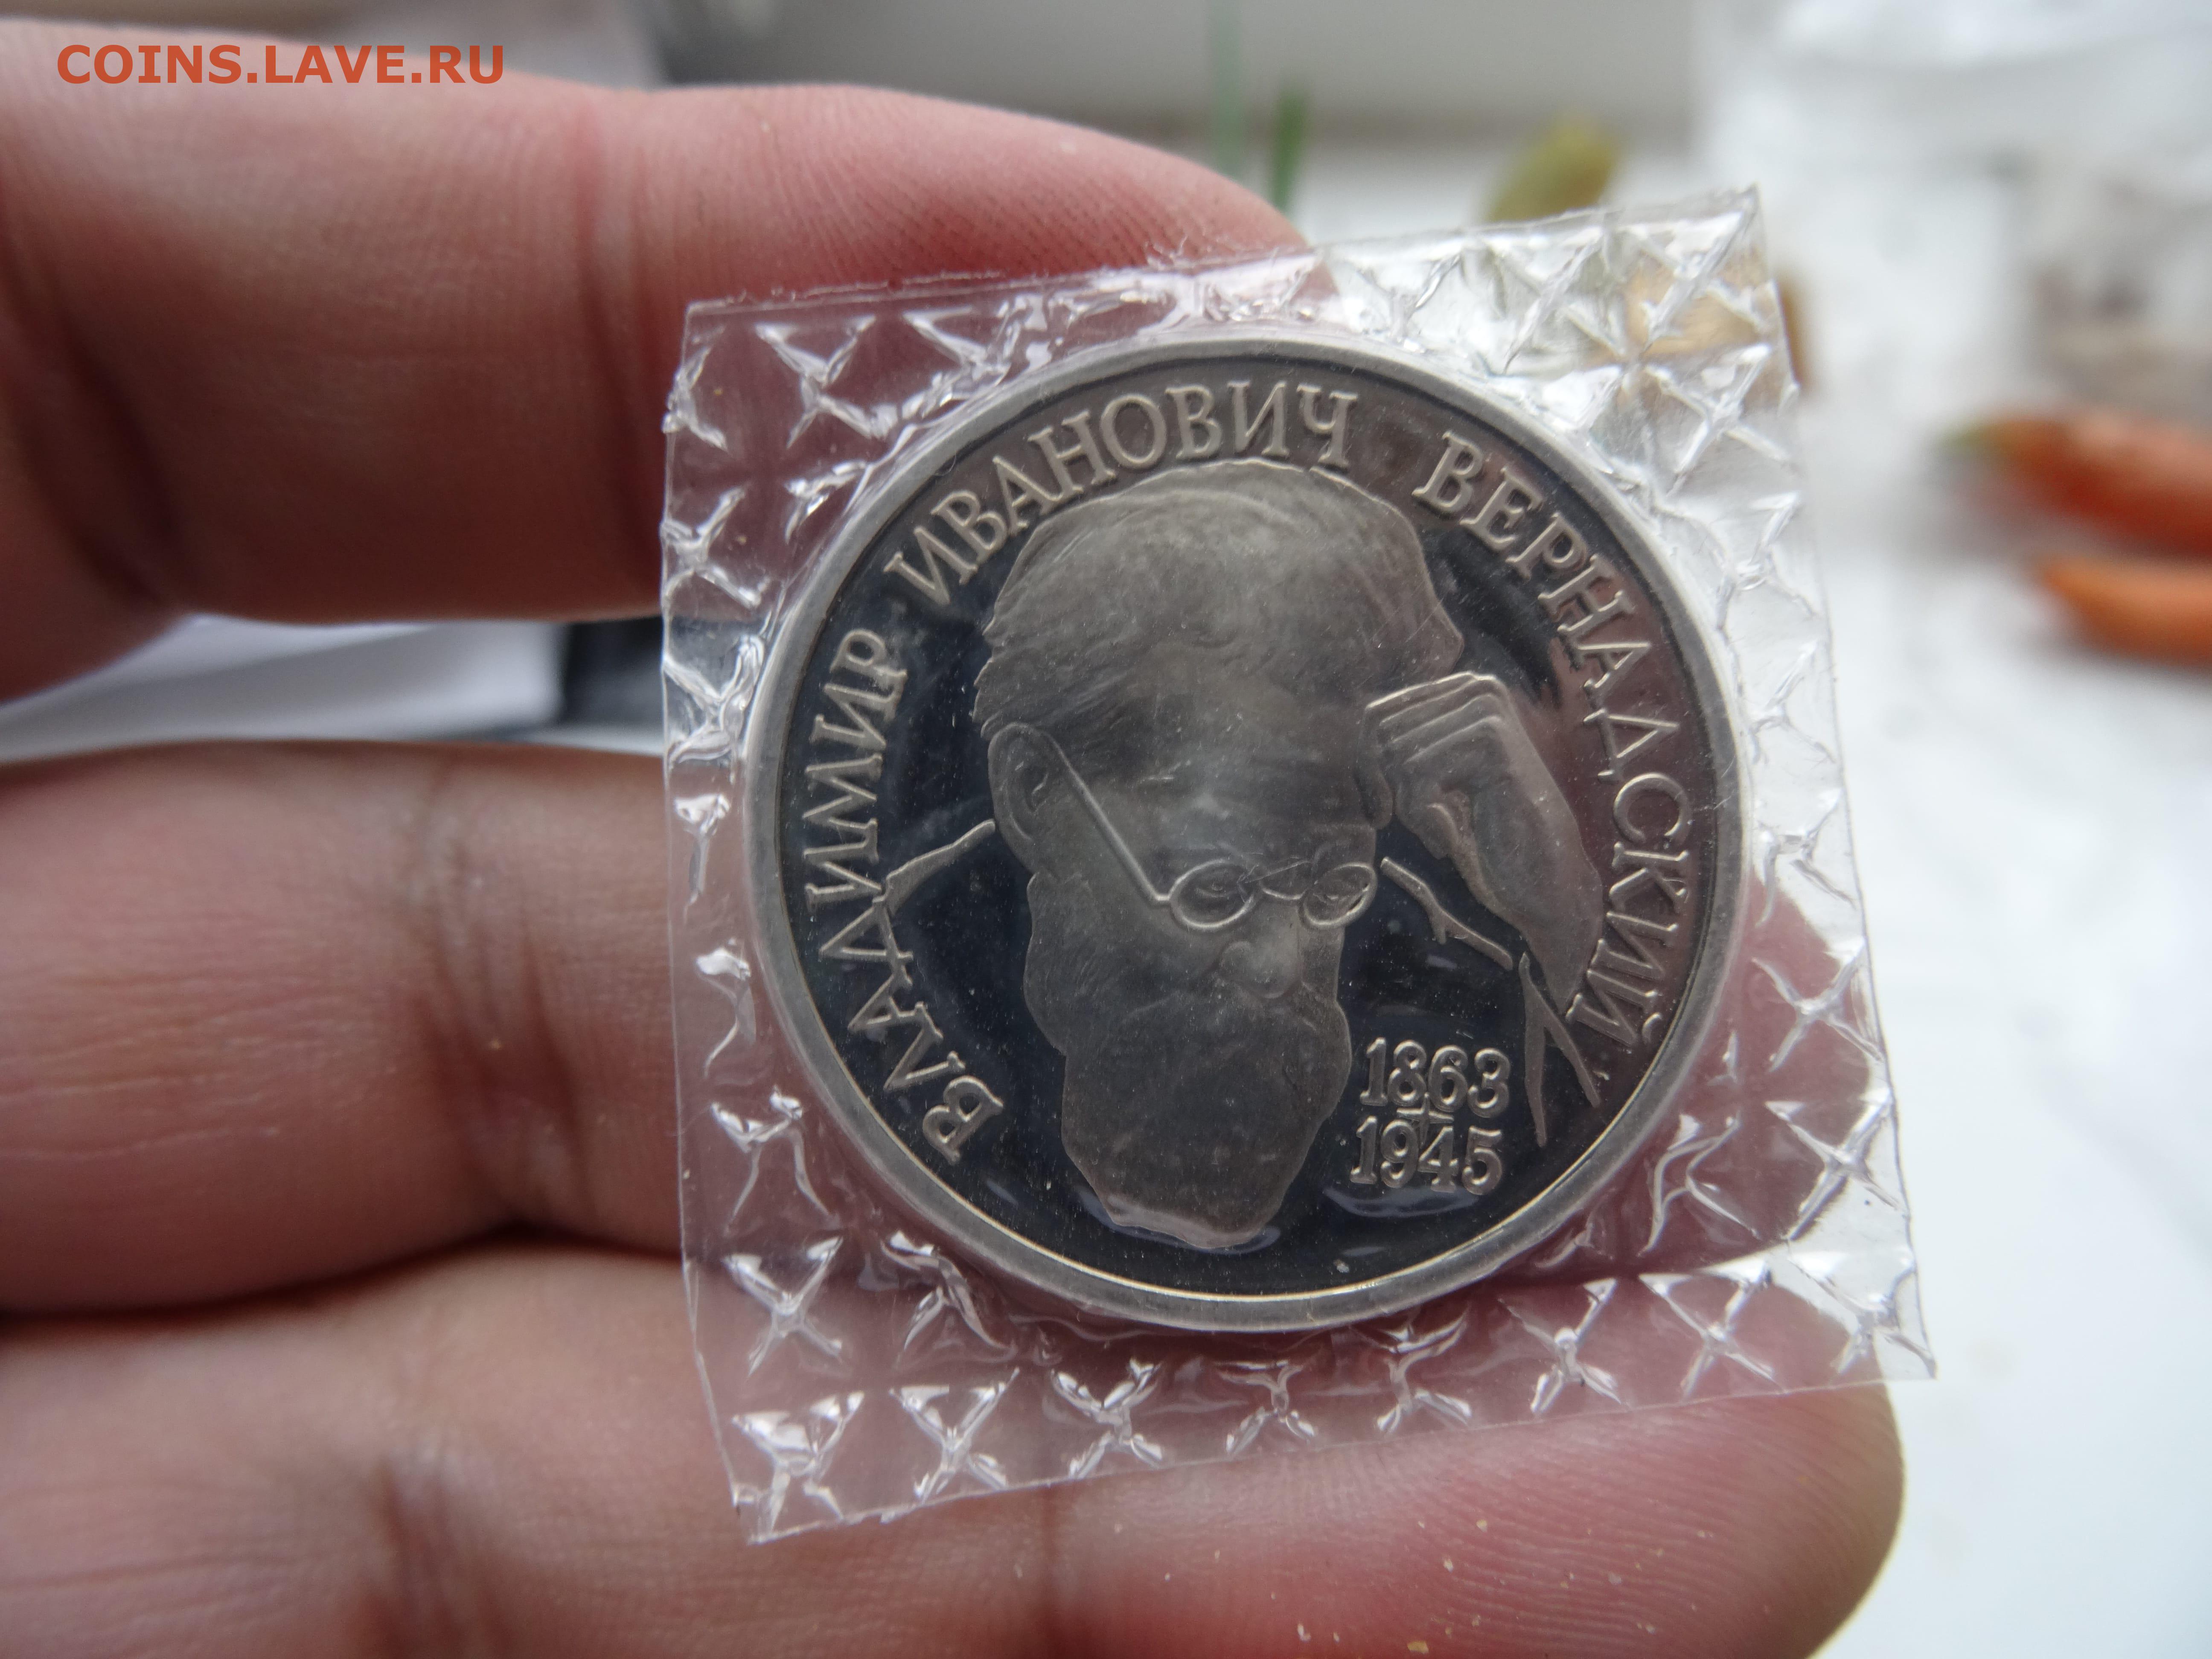 COINS.LAVE.RU
ВЛАДИМИР ИВАНОВИЧ ВЕРНАДСКИЙ
1863
1945